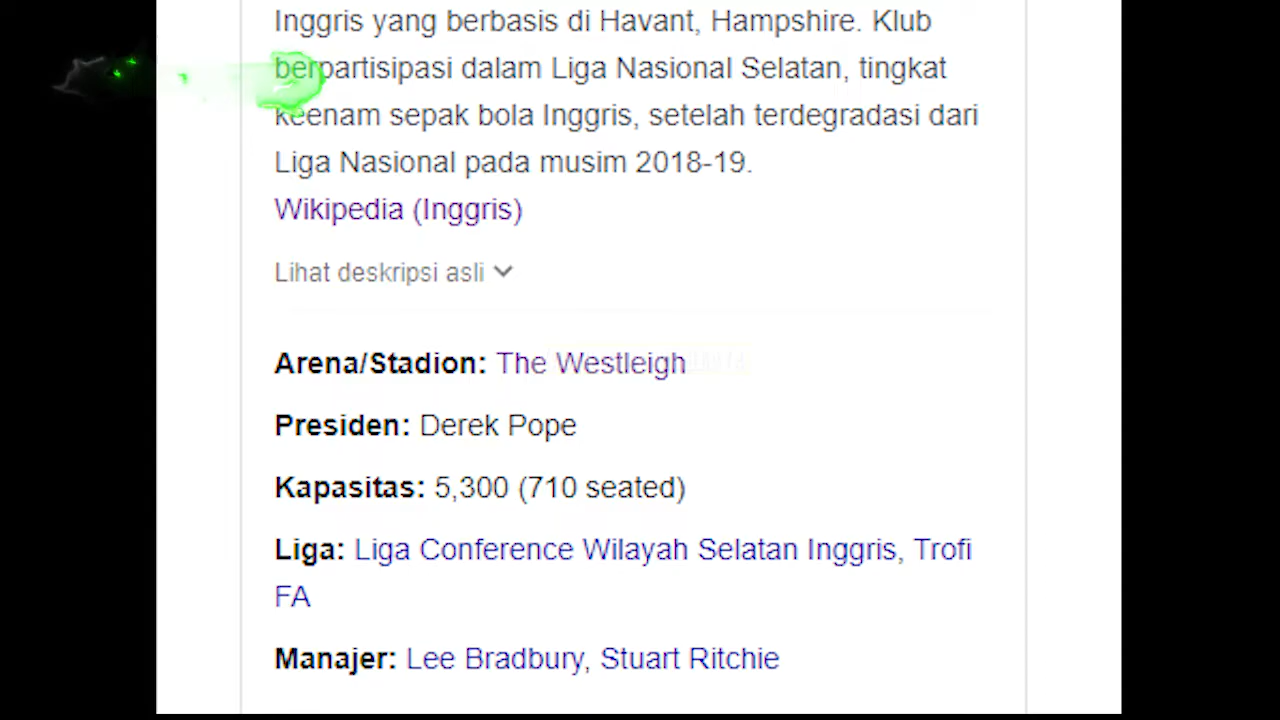 Inggris yang berbasis di Havant, Hampshire. Klub
berpartisipasi dalam Liga Nasional Selatan, tingkat
keenam sepak bola Inggris, setelah terdegradasi dari
Liga Nasional pada musim 2018-19.
Wikipedia (Inggris)
Lihat deskripsi asli
Arena/Stadion: The Westleigh
Presiden: Derek Pope
Kapasitas: 5,300 (710 seated)
Liga: Liga Conference Wilayah Selatan Inggris, Trofi
FA
Manajer: Lee Bradbury, Stuart Ritchie